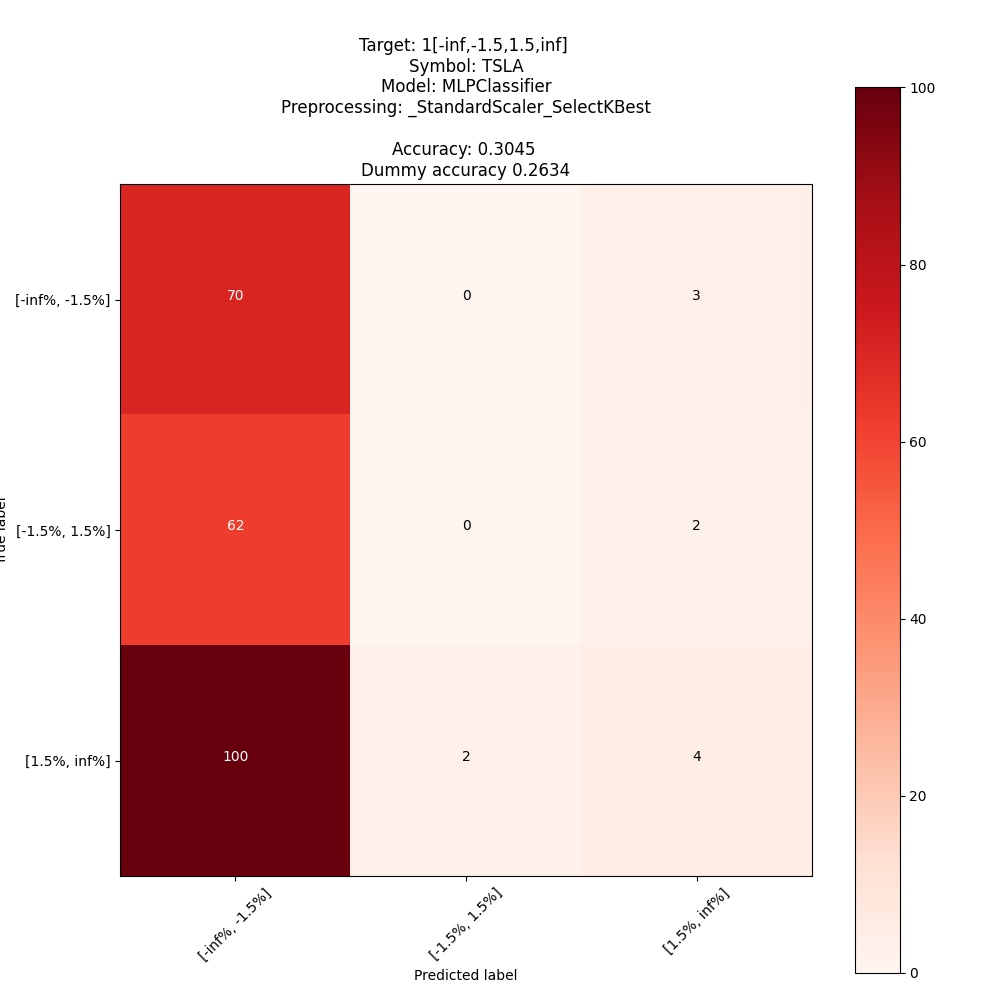 Target: 1[-inf,-1.5,1.5,inf]
Symbol: TSLA
Model: MLPClassifier
Preprocessing: _StandardScaler_SelectKBest
Accuracy: 0.3045
Dummy accuracy 0.2634
100
80
60
40
20
0
[-inf%, -1.5%]
70
0
3
[-1.5%, 1.5%]
62
0
2
[1.5%, inf%]
100
2
4
[-inf%, -1.5%]
[-1.5%, 1.5%]
[1.5%, inf%]
Predicted label